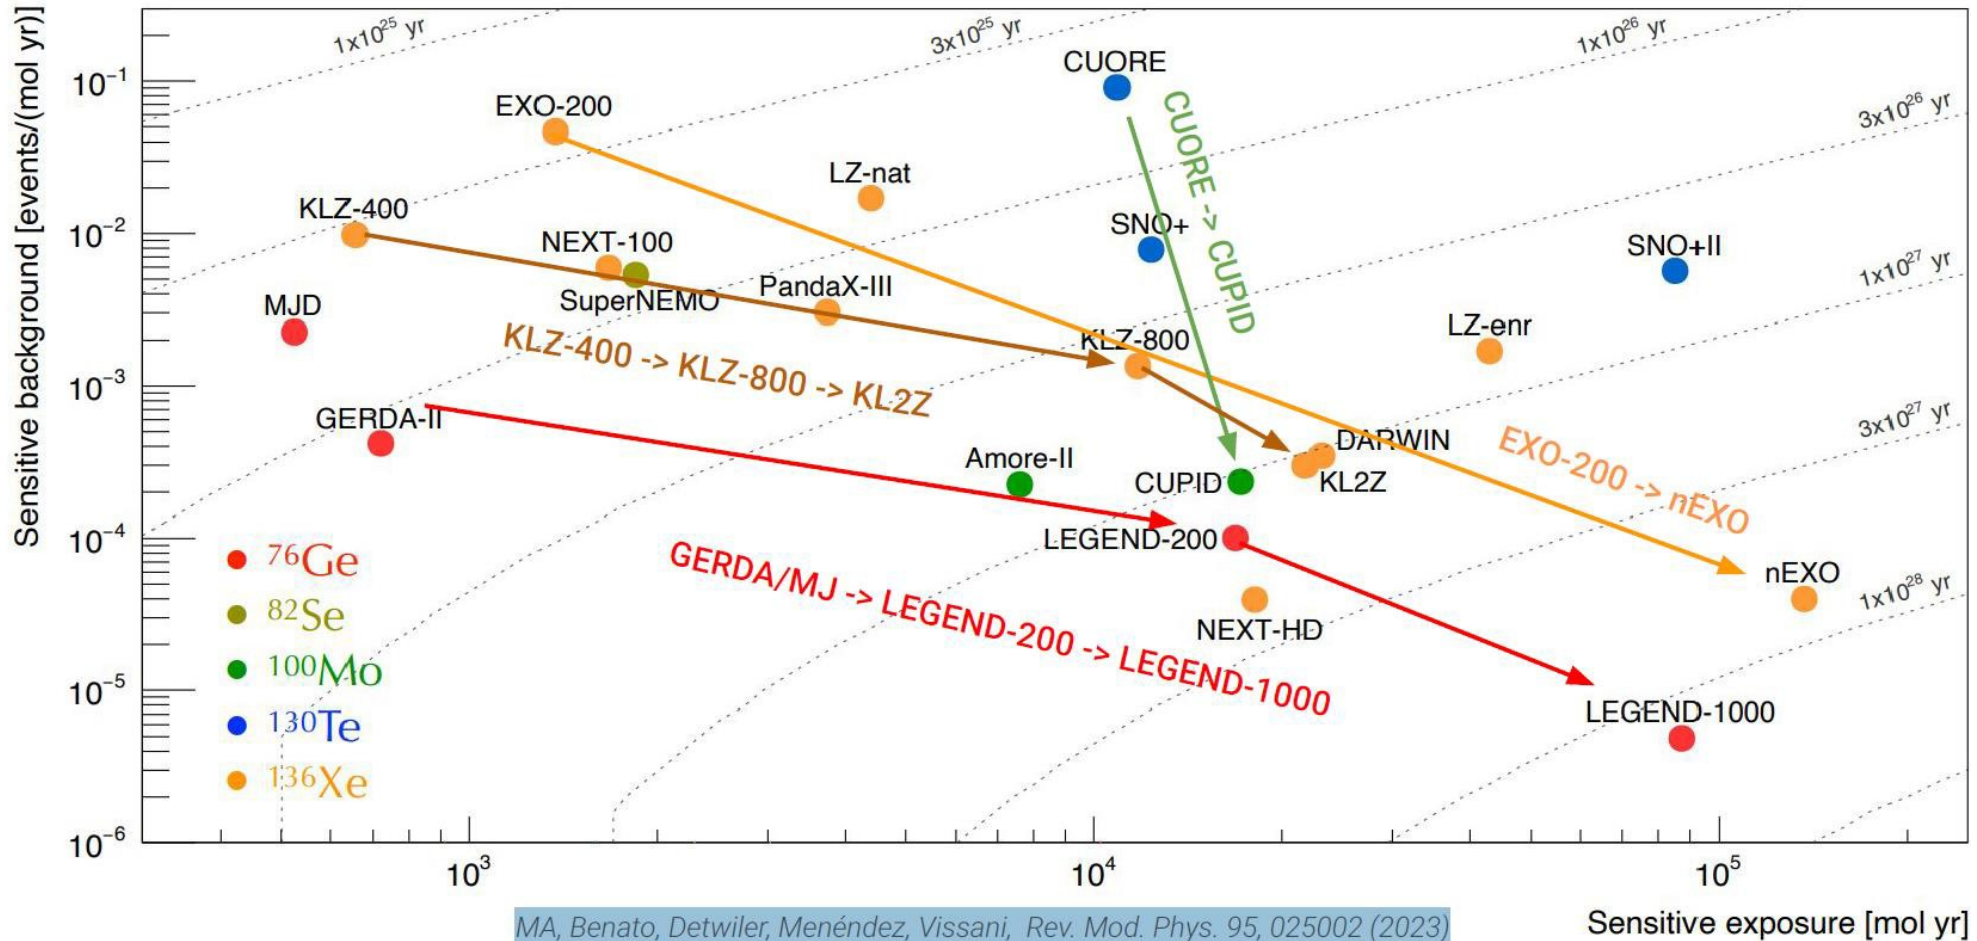 Sensitive background [events/(mol yr)]
10⁻¹
10⁻²
10⁻³
10⁻⁴
10⁻⁵
10⁻⁶
1x10²⁵ yr
3x10²⁵ yr
1x10²⁶ yr
3x10²⁶ yr
1x10²⁷ yr
3x10²⁷ yr
1x10²⁸ yr
CUORE
EXO-200
LZ-nat
KLZ-400
SNO+
NEXT-100
SNO+II
SuperNEMO
PandaX-III
MJD
LZ-enr
KLZ-800
GERDA-II
DARWIN
Amore-II
CUPID
KL2Z
LEGEND-200
nEXO
NEXT-HD
LEGEND-1000
CUORE -> CUPID
KLZ-400 -> KLZ-800 -> KL2Z
EXO-200 -> nEXO
GERDA/MJ -> LEGEND-200 -> LEGEND-1000
⁷⁶Ge
⁸²Se
¹⁰⁰Mo
¹³⁰Te
¹³⁶Xe
10³
10⁴
10⁵
MA, Benato, Detwiler, Menéndez, Vissani, Rev. Mod. Phys. 95, 025002 (2023)
Sensitive exposure [mol yr]